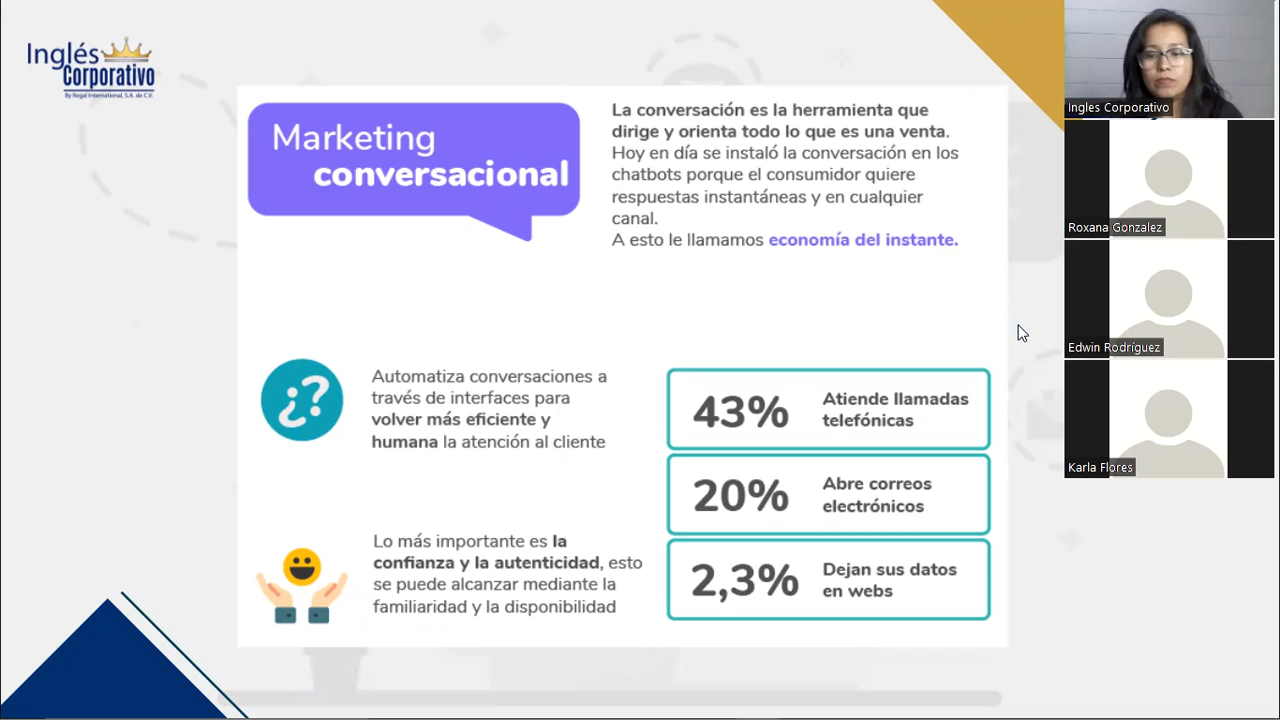 Inglés
Corporativo
By Regal International, S.A. de C.V.
Marketing
conversacional
La conversación es la herramienta que
dirige y orienta todo lo que es una venta.
Hoy en día se instaló la conversación en los
chatbots porque el consumidor quiere
respuestas instantáneas y en cualquier
canal.
A esto le llamamos economía del instante.
¿?
Automatiza conversaciones a
través de interfaces para
volver más eficiente y
humana la atención al cliente
Lo más importante es la
confianza y la autenticidad, esto
se puede alcanzar mediante la
familiaridad y la disponibilidad
43% Atiende llamadas
telefónicas
20% Abre correos
electrónicos
2,3% Dejan sus datos
en webs
Ingles Corporativo
Roxana Gonzalez
Edwin Rodríguez
Karla Flores